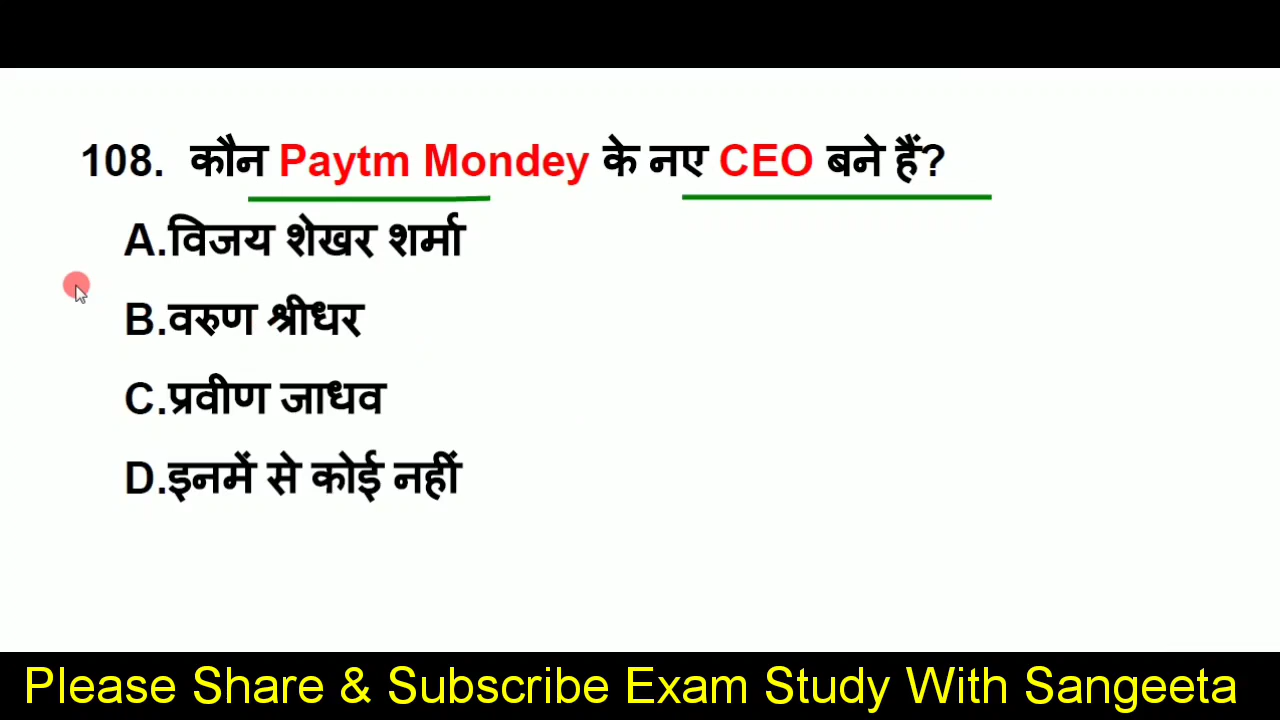 108. कौन Paytm Mondey के नए CEO बने हैं?
A.विजय शेखर शर्मा
B.वरुण श्रीधर
C.प्रवीण जाधव
D.इनमें से कोई नहीं
Please Share & Subscribe Exam Study With Sangeeta